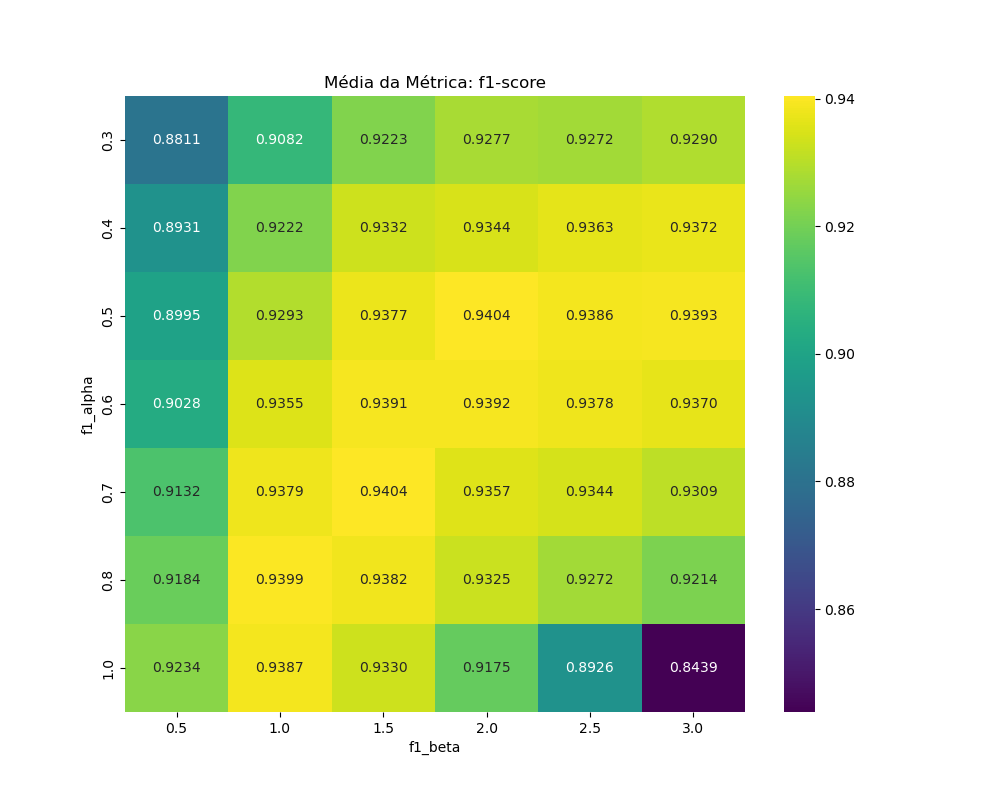 Média da Métrica: f1-score
0.3 0.8811 0.9082 0.9223 0.9277 0.9272 0.9290
0.4 0.8931 0.9222 0.9332 0.9344 0.9363 0.9372
0.5 0.8995 0.9293 0.9377 0.9404 0.9386 0.9393
0.6 0.9028 0.9355 0.9391 0.9392 0.9378 0.9370
0.7 0.9132 0.9379 0.9404 0.9357 0.9344 0.9309
0.8 0.9184 0.9399 0.9382 0.9325 0.9272 0.9214
1.0 0.9234 0.9387 0.9330 0.9175 0.8926 0.8439
0.5 1.0 1.5 2.0 2.5 3.0
f1_beta
f1_alpha
0.94
0.92
0.90
0.88
0.86